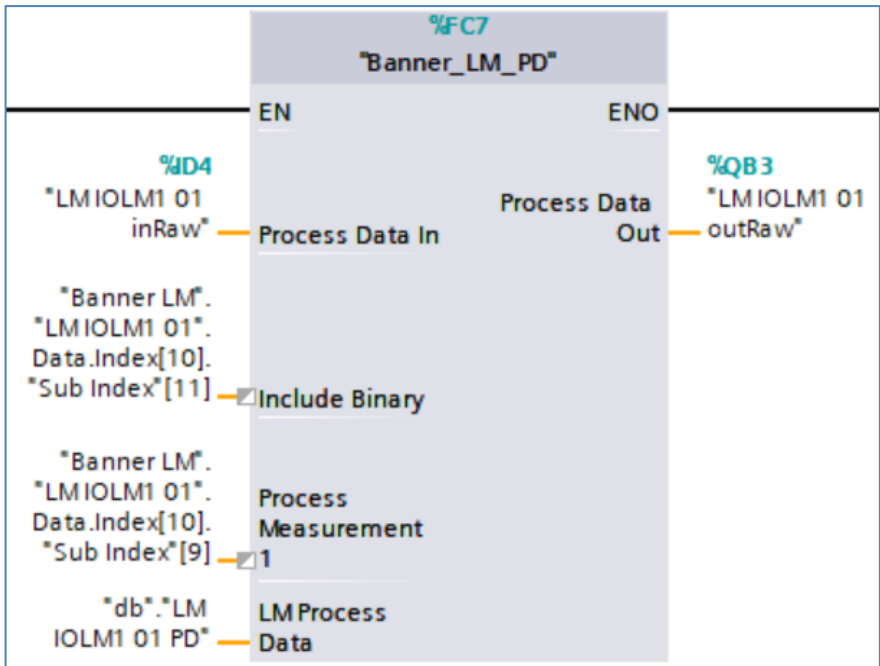 %FC7
"Banner_LM_PD"
EN
ENO
%ID4
"LM IOLM1 01
inRaw"
Process Data In
Process Data
Out
%QB3
"LM IOLM1 01
outRaw"
"Banner LM".
"LM IOLM1 01".
Data.Index[10].
"Sub Index"[11]
Include Binary
"Banner LM".
"LM IOLM1 01".
Data.Index[10].
"Sub Index"[9]
Process
Measurement
1
"db"."LM
IOLM1 01 PD"
LM Process
Data